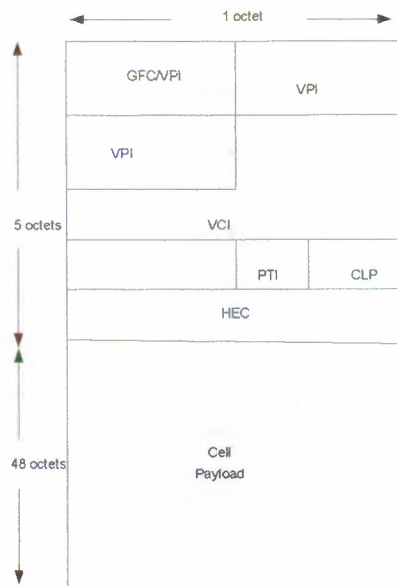 1 octet
GFC/VPI
VPI
VPI
5 octets
VCI
PTI
CLP
HEC
48 octets
Cell
Payload